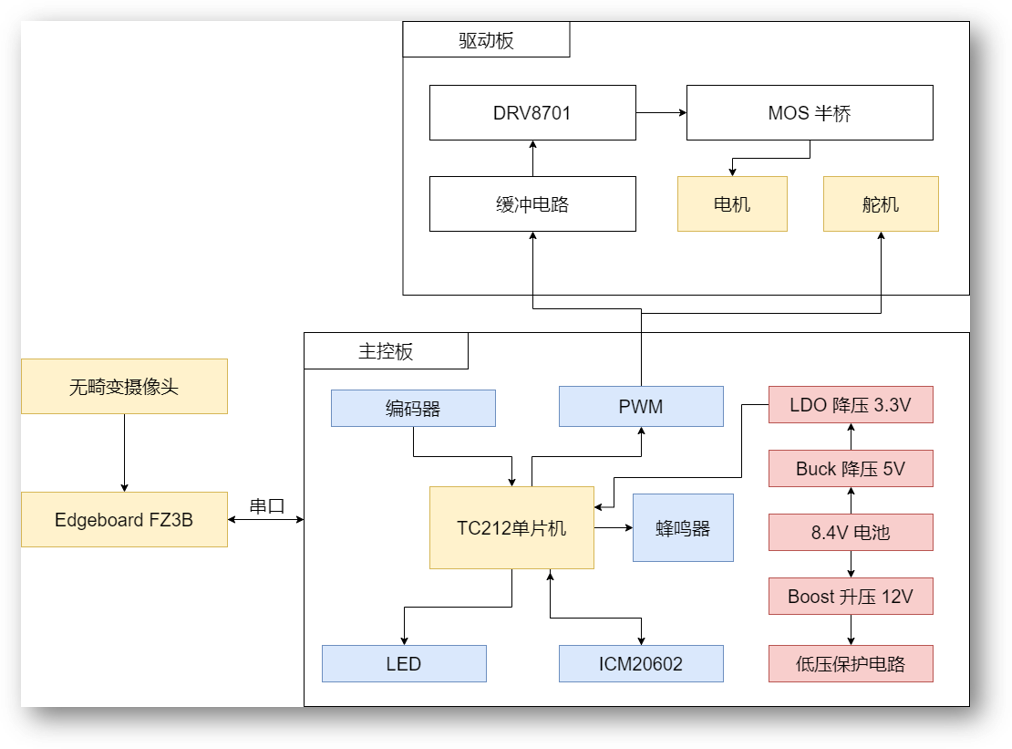 驱动板
DRV8701
MOS 半桥
缓冲电路
电机
舵机
主控板
无畸变摄像头
编码器
PWM
LDO 降压 3.3V
Buck 降压 5V
串口
Edgeboard FZ3B
TC212单片机
蜂鸣器
8.4V 电池
Boost 升压 12V
LED
ICM20602
低压保护电路